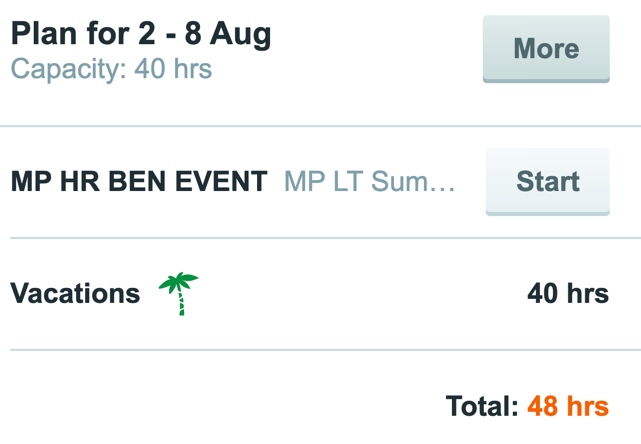 Plan for 2 - 8 Aug
Capacity: 40 hrs
More
MP HR BEN EVENT MP LT Sum…
Start
Vacations
40 hrs
Total: 48 hrs